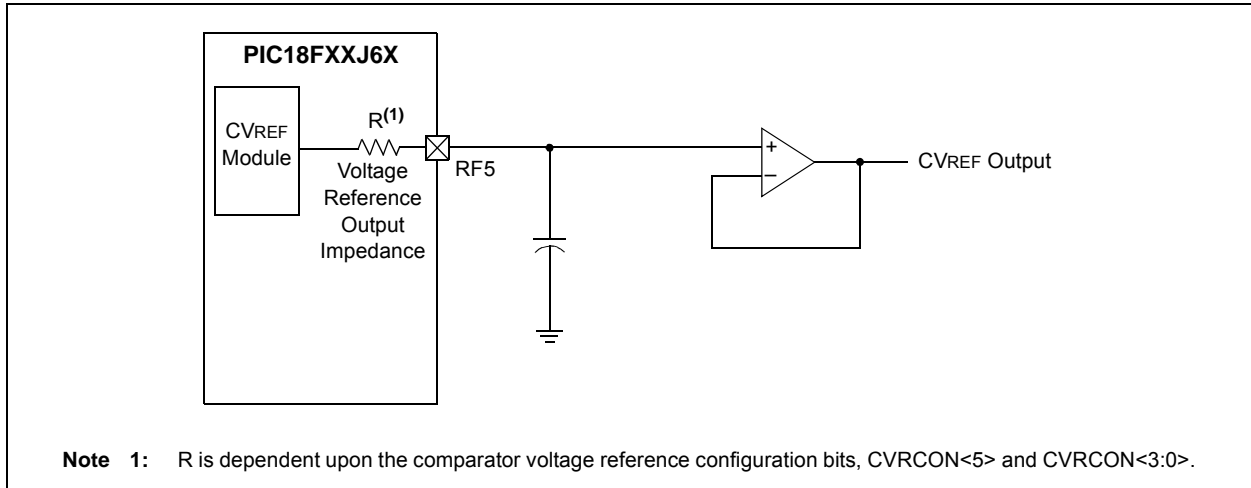 PIC18FXXJ6X
CVREF
Module
R(1)
Voltage
Reference
Output
Impedance
RF5
+
–
CVREF Output
Note 1: R is dependent upon the comparator voltage reference configuration bits, CVRCON<5> and CVRCON<3:0>.